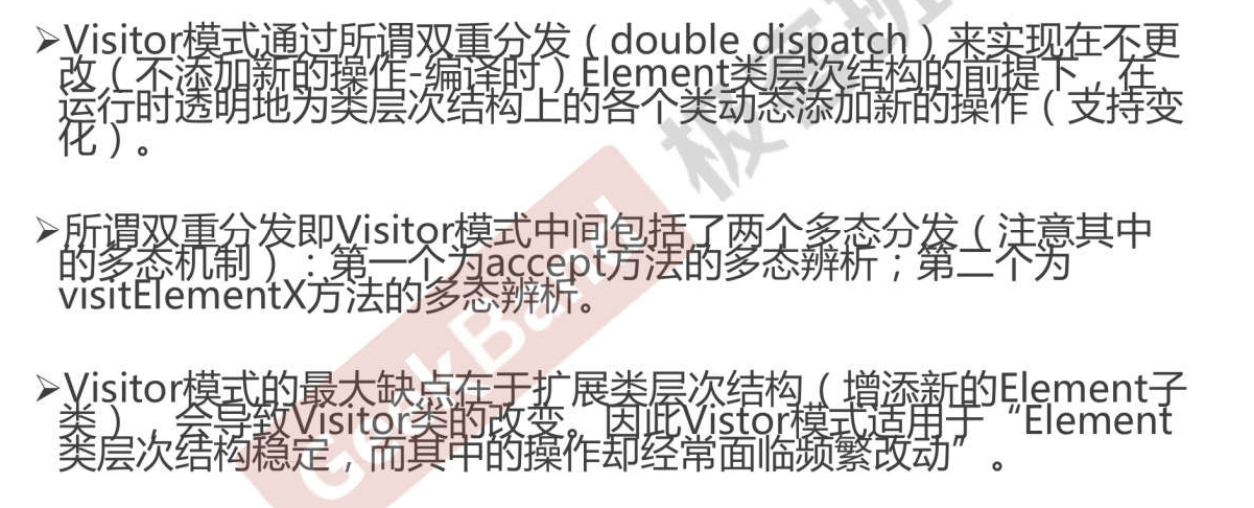 ➢Visitor模式通过所谓双重分发（double dispatch）来实现在不更
改（不添加新的操作-编译时）Element类层次结构的前提下，在
运行时透明地为类层次结构上的各个类动态添加新的操作（支持变
化）。
➢所谓双重分发即Visitor模式中间包括了两个多态分发（注意其中
的多态机制）：第一个为accept方法的多态辨析；第二个为
visitElementX方法的多态辨析。
➢Visitor模式的最大缺点在于扩展类层次结构（增添新的Element子
类），会导致Visitor类的改变。因此Vistor模式适用于“Element
类层次结构稳定，而其中的操作却经常面临频繁改动”。
GeekBand 极客班